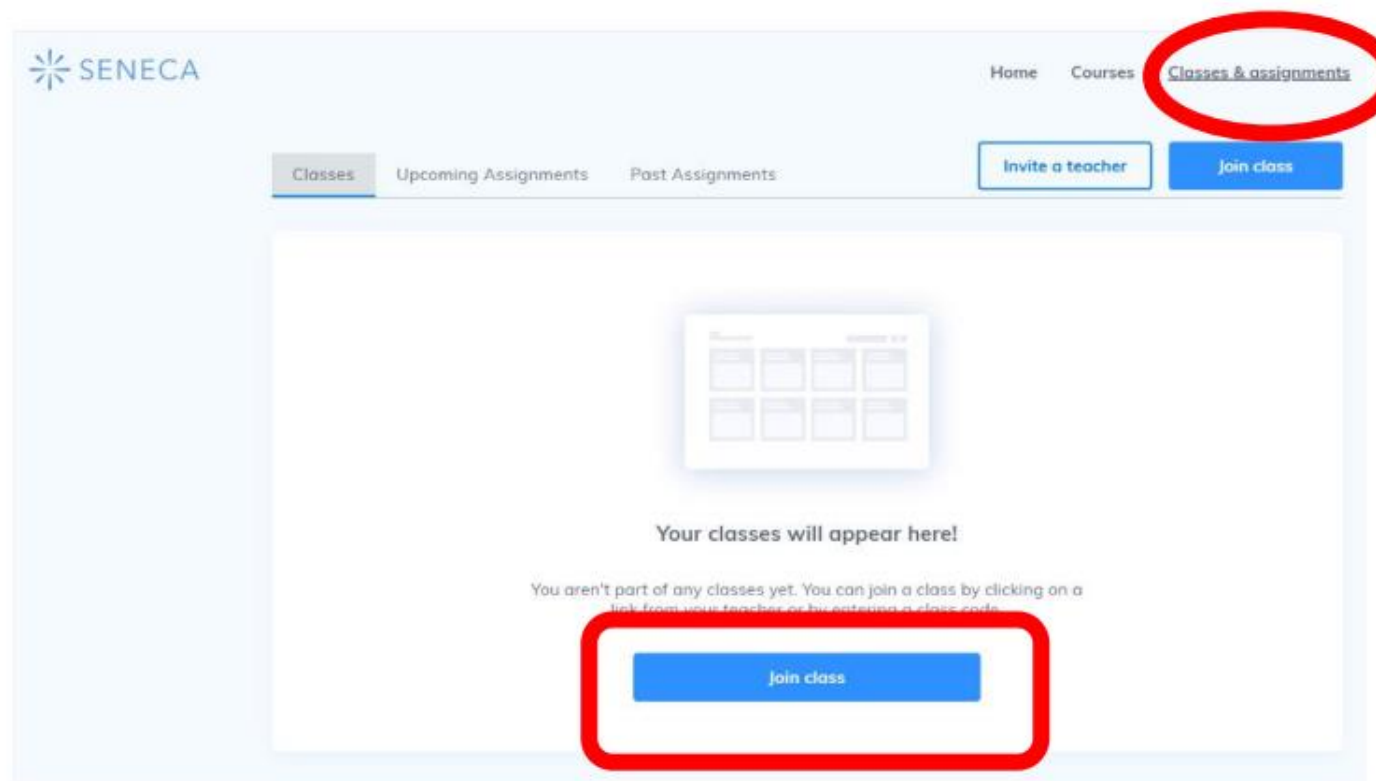 SENECA
Home Courses Classes & assignments
Classes Upcoming Assignments Past Assignments Invite a teacher Join class
Your classes will appear here!
You aren't part of any classes yet. You can join a class by clicking on a
link from your teacher or by entering a class code
Join class